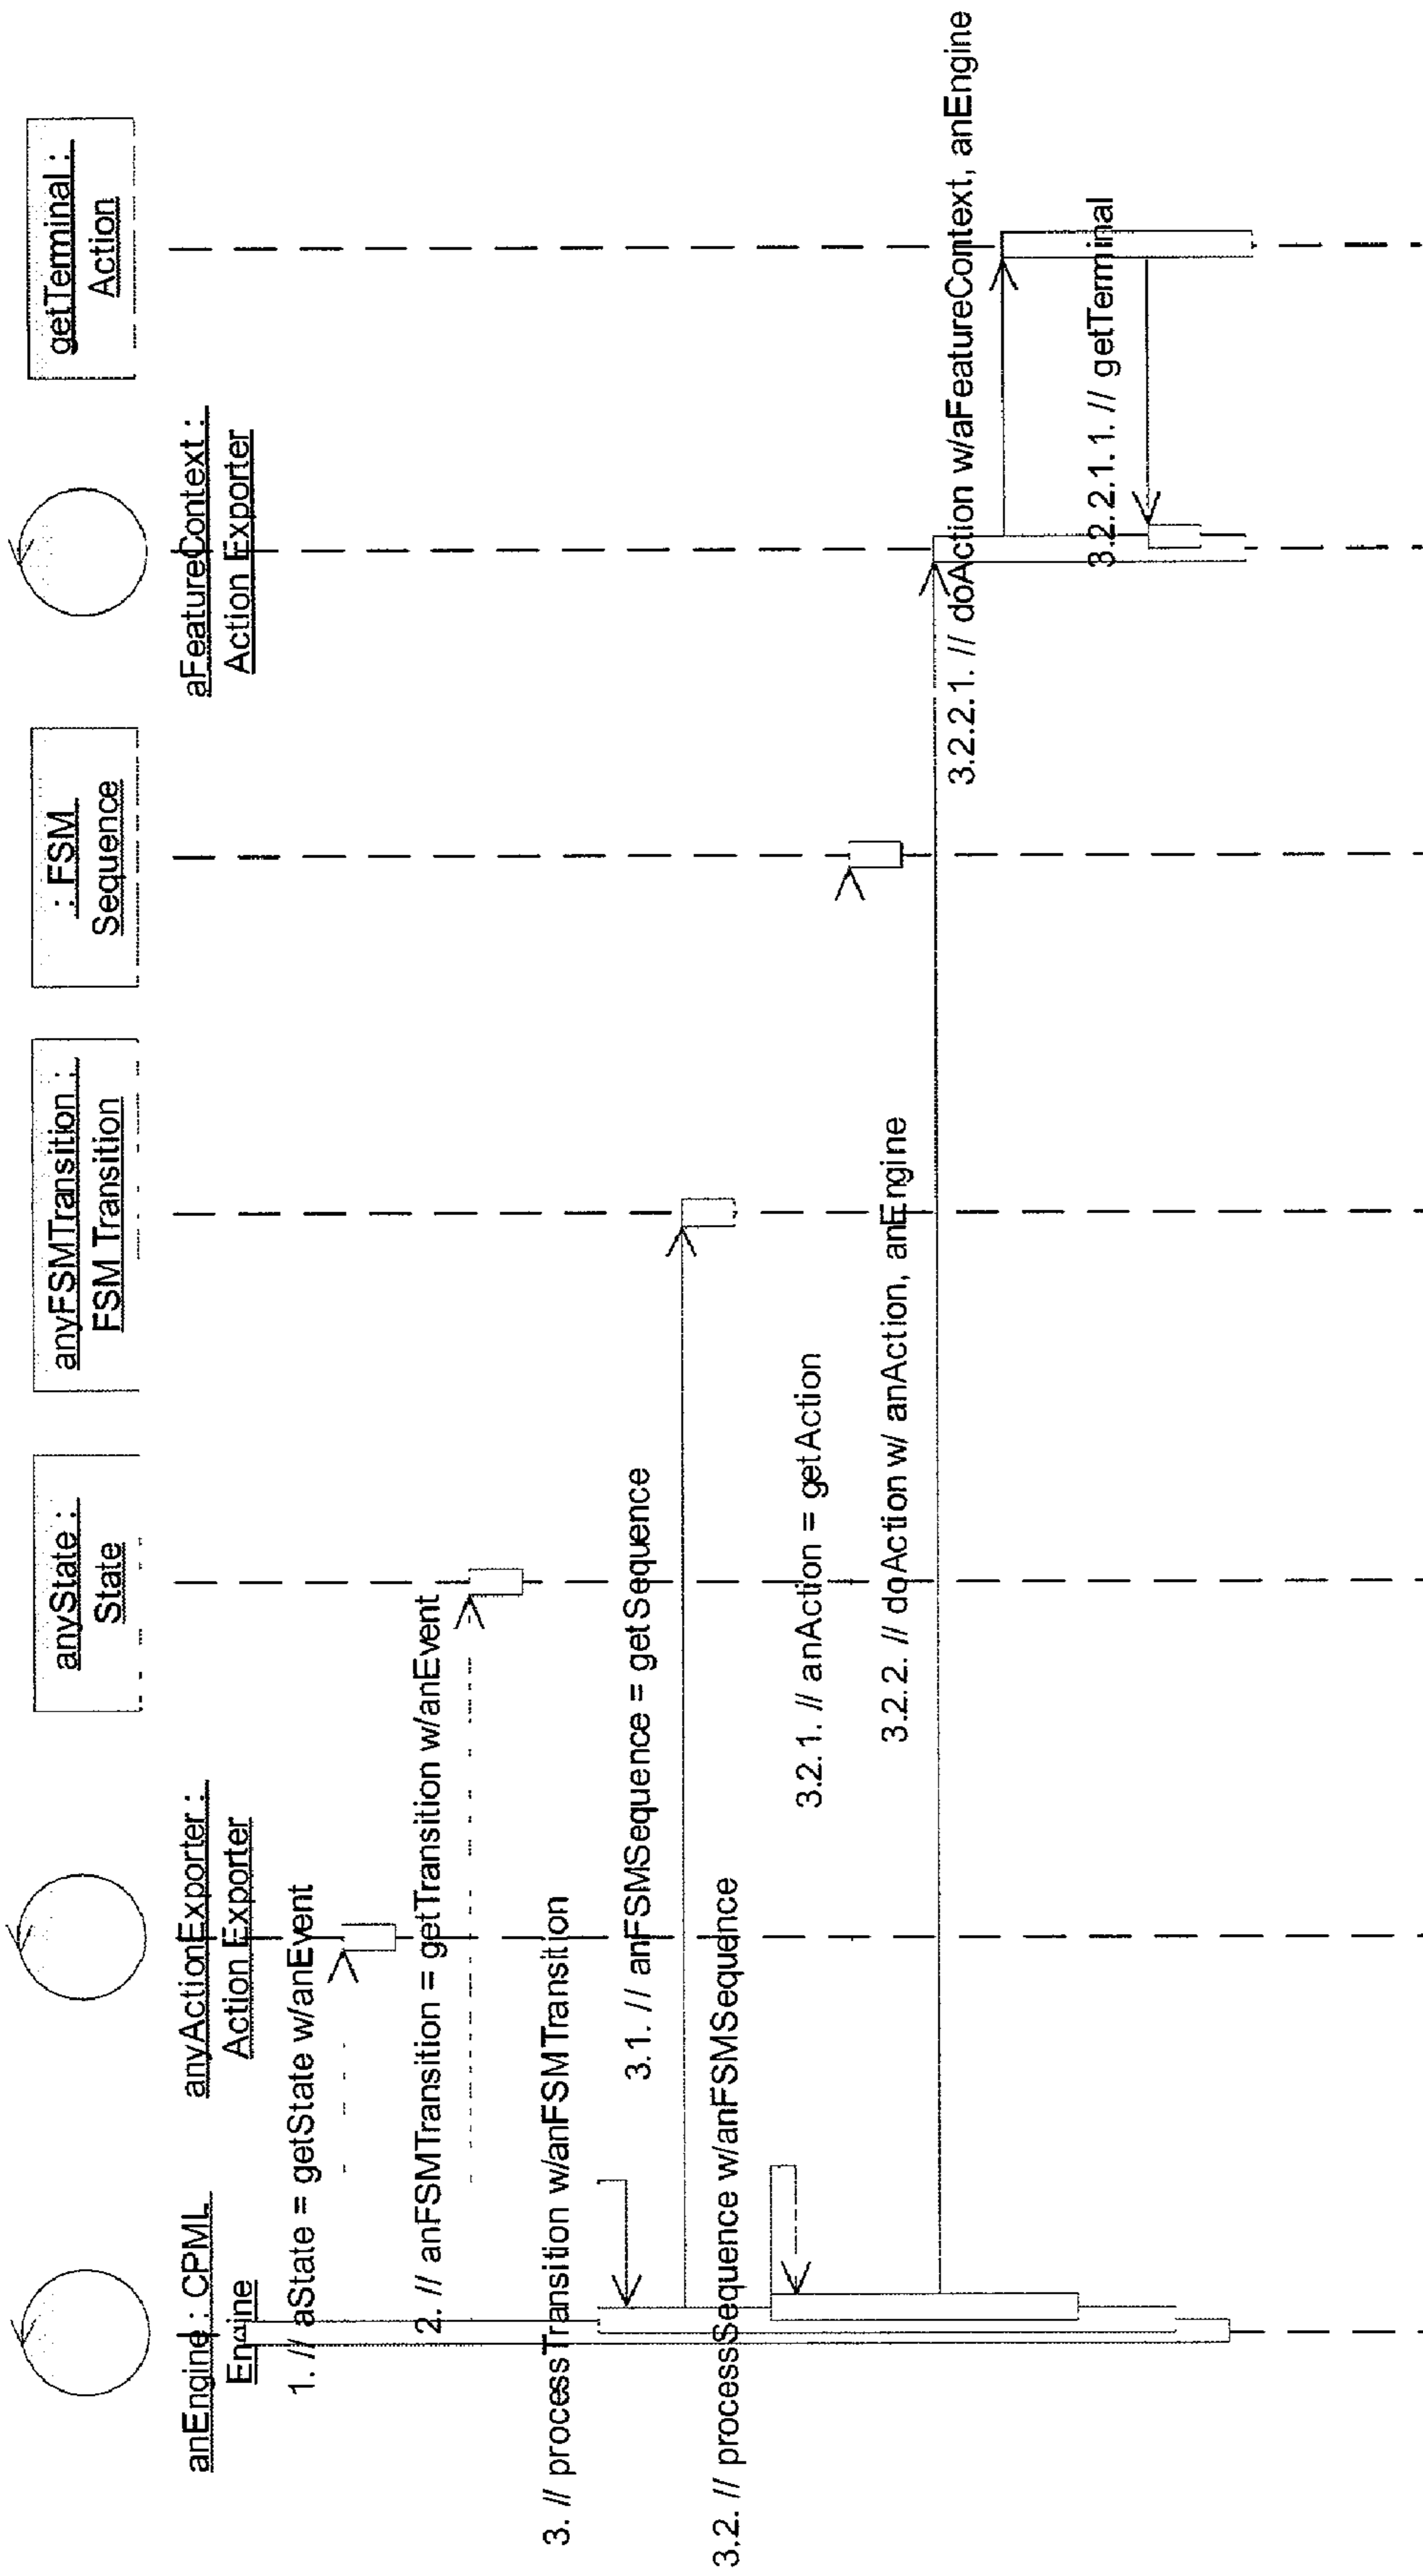 anEngine : CPML
Engine
anyActionExporter :
Action Exporter
anyState :
State
anyFSMTransition :
FSM Transition
: FSM
Sequence
aFeatureContext :
Action Exporter
getTerminal :
Action
1. // aState = getState w/anEvent
2. // anFSMTransition = getTransition w/anEvent
3. // processTransition w/anFSMTransition
3.1. // anFSMSequence = getSequence
3.2. // processSequence w/anFSMSequence
3.2.1. // anAction = getAction
3.2.2. // doAction w/ anAction, anEngine
3.2.2.1. // doAction w/aFeatureContext, anEngine
3.2.2.1.1. // getTerminal